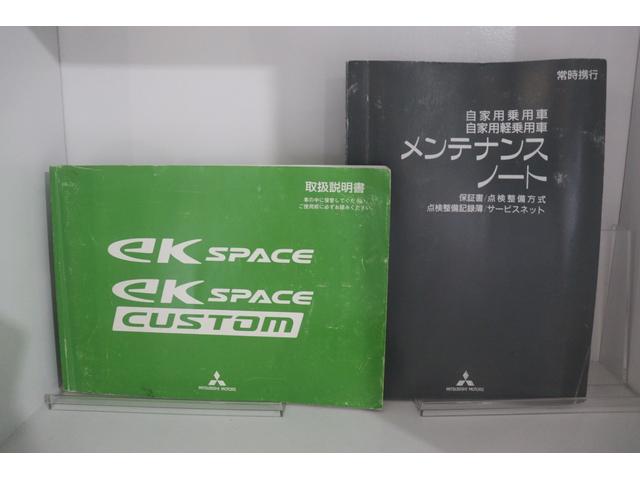 取扱説明書
車の中に保管してください。
ご使用前に必ずお読みください。
eK SPACE
eK SPACE
CUSTOM
MITSUBISHI MOTORS
常時携行
自家用乗用車
自家用軽乗用車
メンテナンス
ノート
保証書/点検整備方式
点検整備記録簿/サービスネット
MITSUBISHI MOTORS